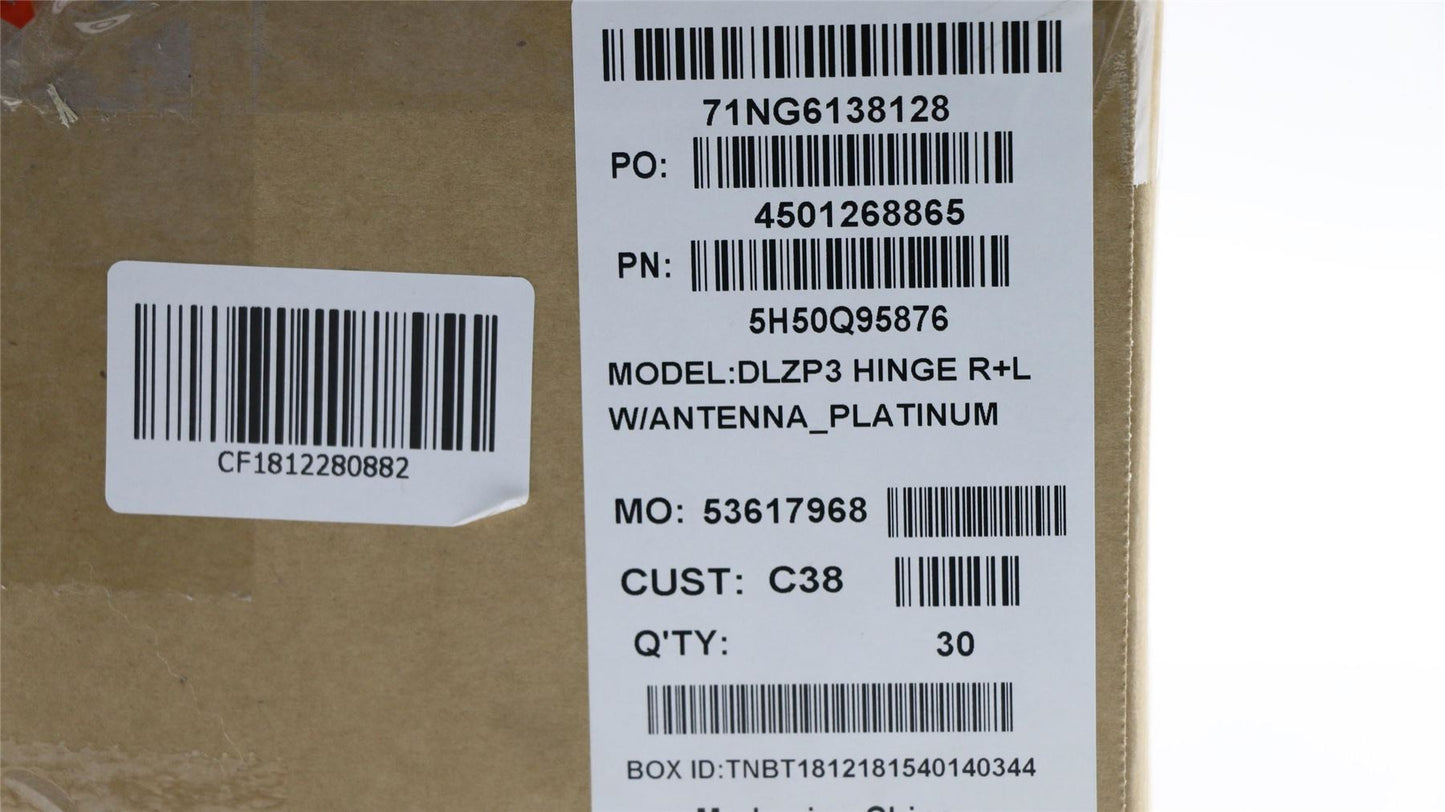 71NG6138128
PO:
4501268865
PN:
5H50Q95876
MODEL:DLZP3 HINGE R+L
W/ANTENNA_PLATINUM
MO: 53617968
CUST: C38
Q'TY: 30
BOX ID:TNBT1812181540140344
CF1812280882